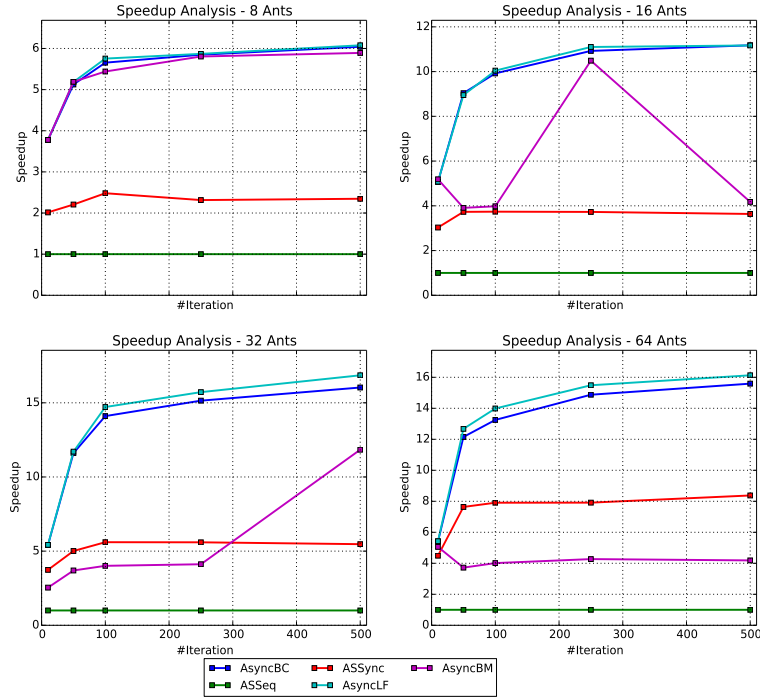 Speedup Analysis - 8 Ants
Speedup
6
5
4
3
2
1
0
#Iteration
Speedup Analysis - 16 Ants
Speedup
12
10
8
6
4
2
0
#Iteration
Speedup Analysis - 32 Ants
Speedup
15
10
5
0
0 100 200 300 400 500
#Iteration
Speedup Analysis - 64 Ants
Speedup
16
14
12
10
8
6
4
2
0
0 100 200 300 400 500
#Iteration
AsyncBC ASSync AsyncBM
ASSeq AsyncLF